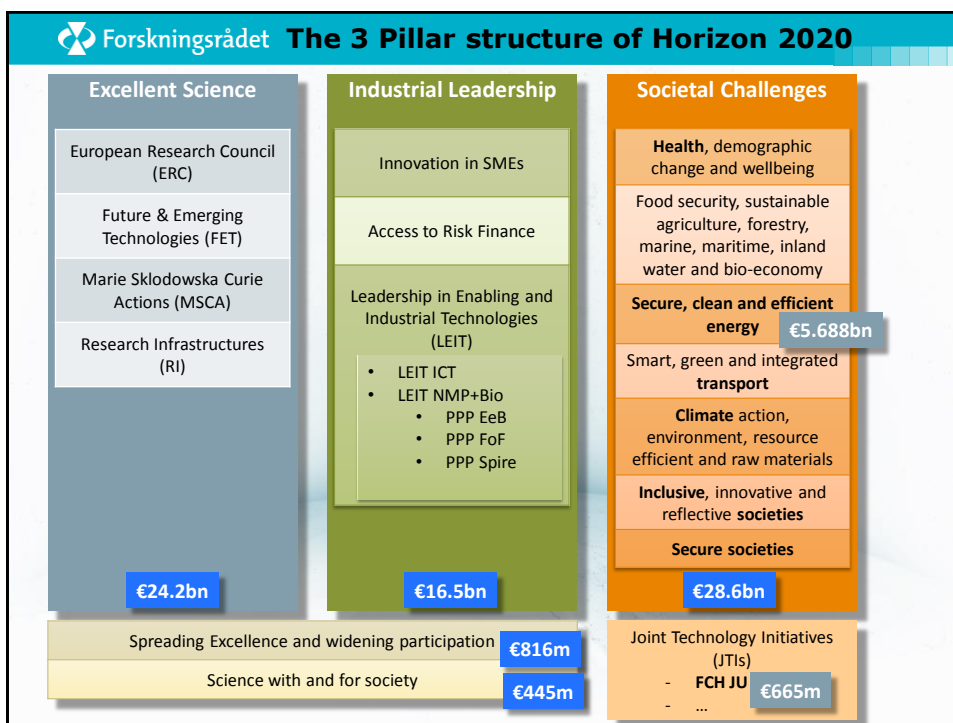 Forskningsrådet The 3 Pillar structure of Horizon 2020
Excellent Science
European Research Council
(ERC)
Future & Emerging
Technologies (FET)
Marie Sklodowska Curie
Actions (MSCA)
Research Infrastructures
(RI)
€24.2bn
Industrial Leadership
Innovation in SMEs
Access to Risk Finance
Leadership in Enabling and
Industrial Technologies
(LEIT)
• LEIT ICT
• LEIT NMP+Bio
• PPP EeB
• PPP FoF
• PPP Spire
€16.5bn
Societal Challenges
Health, demographic
change and wellbeing
Food security, sustainable
agriculture, forestry,
marine, maritime, inland
water and bio-economy
Secure, clean and efficient
energy €5.688bn
Smart, green and integrated
transport
Climate action,
environment, resource
efficient and raw materials
Inclusive, innovative and
reflective societies
Secure societies
€28.6bn
Spreading Excellence and widening participation €816m
Science with and for society €445m
Joint Technology Initiatives
(JTIs)
- FCH JU €665m
- ...